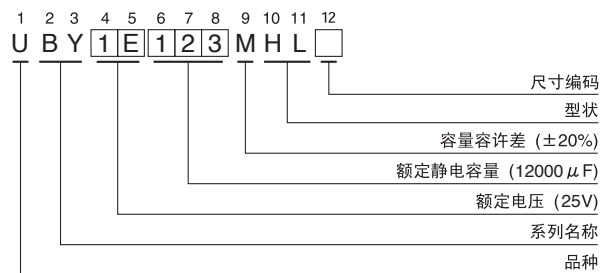 1 2 3 4 5 6 7 8 9 10 11 12
U B Y 1 E 1 2 3 M H L
尺寸编码
型状
容量容许差 (±20%)
额定静电容量 (12000μF)
额定电压 (25V)
系列名称
品种